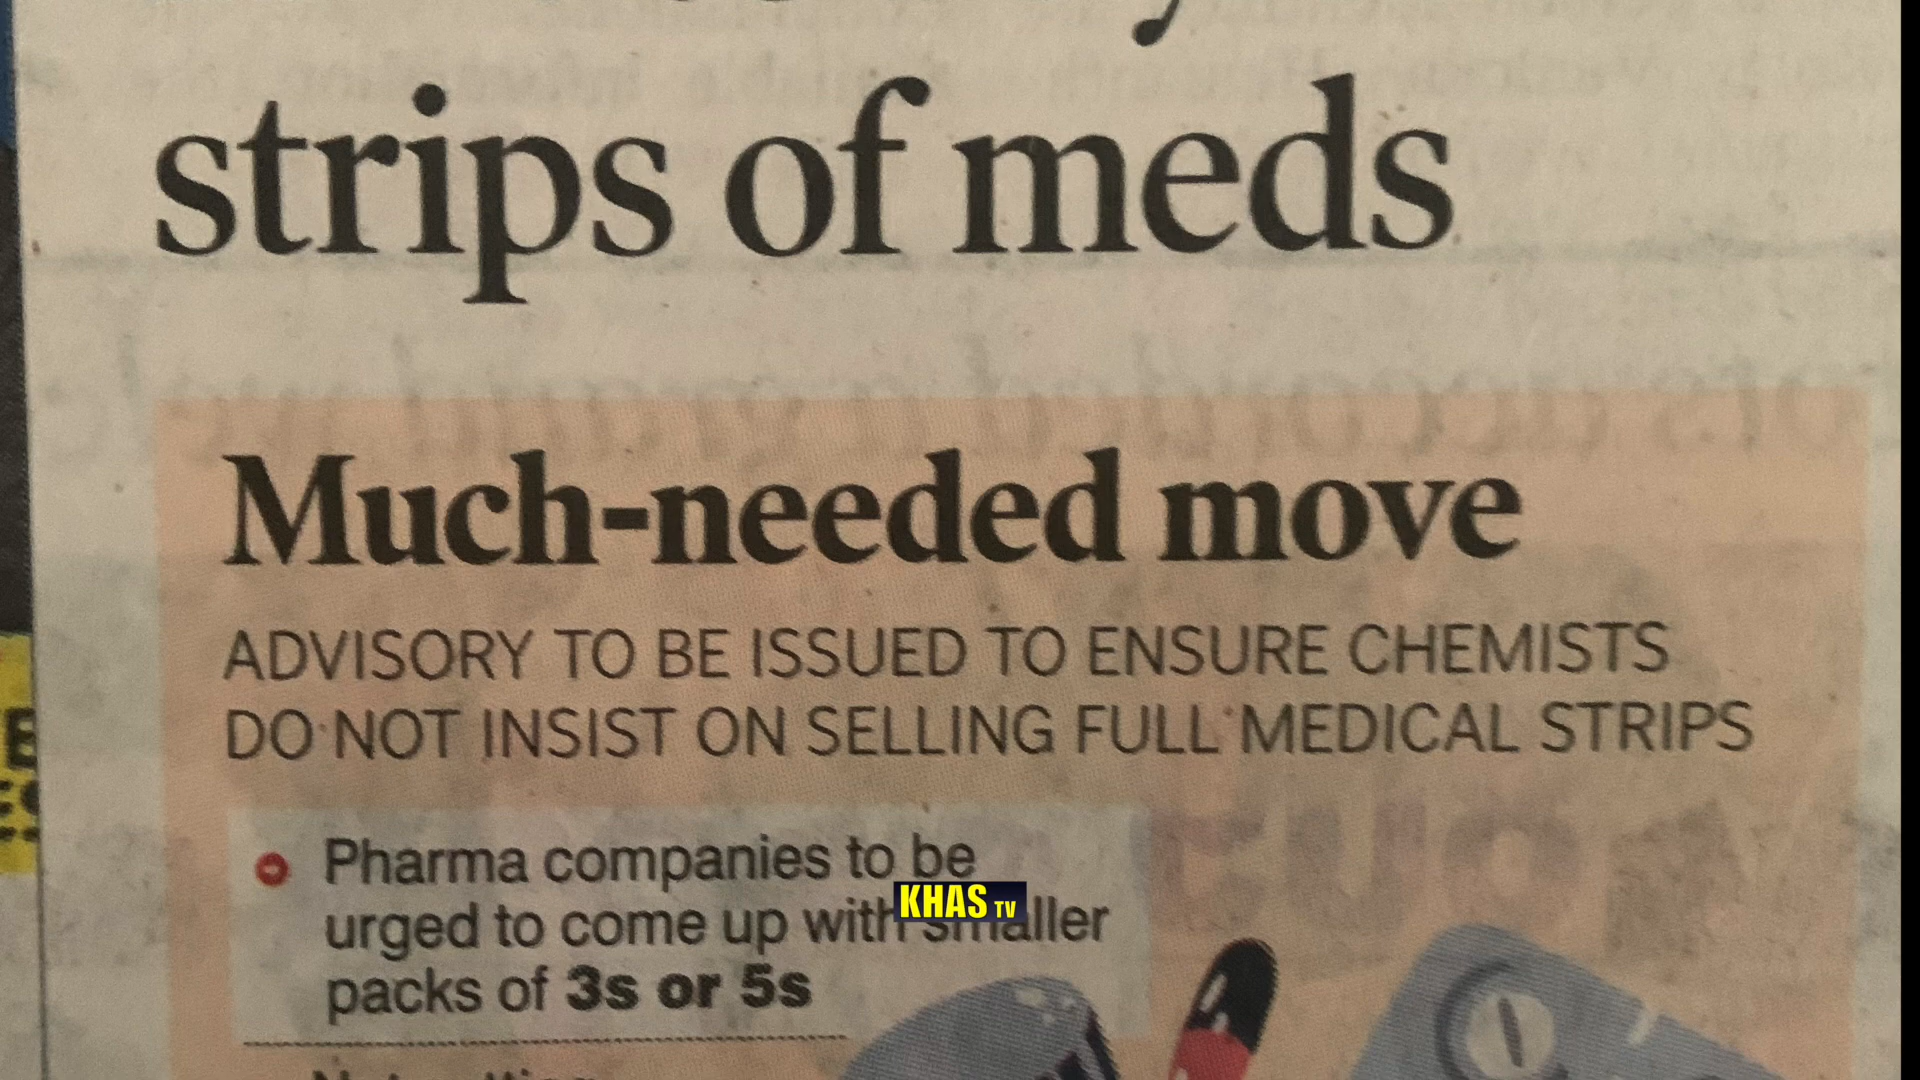 strips of meds
Much-needed move
ADVISORY TO BE ISSUED TO ENSURE CHEMISTS
DO NOT INSIST ON SELLING FULL MEDICAL STRIPS
Pharma companies to be
urged to come up with smaller
packs of 3s or 5s
KHAS TV